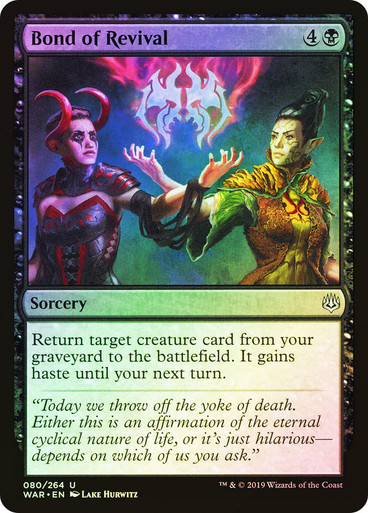 Bond of Revival 4
Sorcery
Return target creature card from your
graveyard to the battlefield. It gains
haste until your next turn.
“Today we throw off the yoke of death.
Either this is an affirmation of the eternal
cyclical nature of life, or it’s just hilarious—
depends on which of us you ask.”
080/264 U
WAR • EN Lake Hurwitz
™ & © 2019 Wizards of the Coast